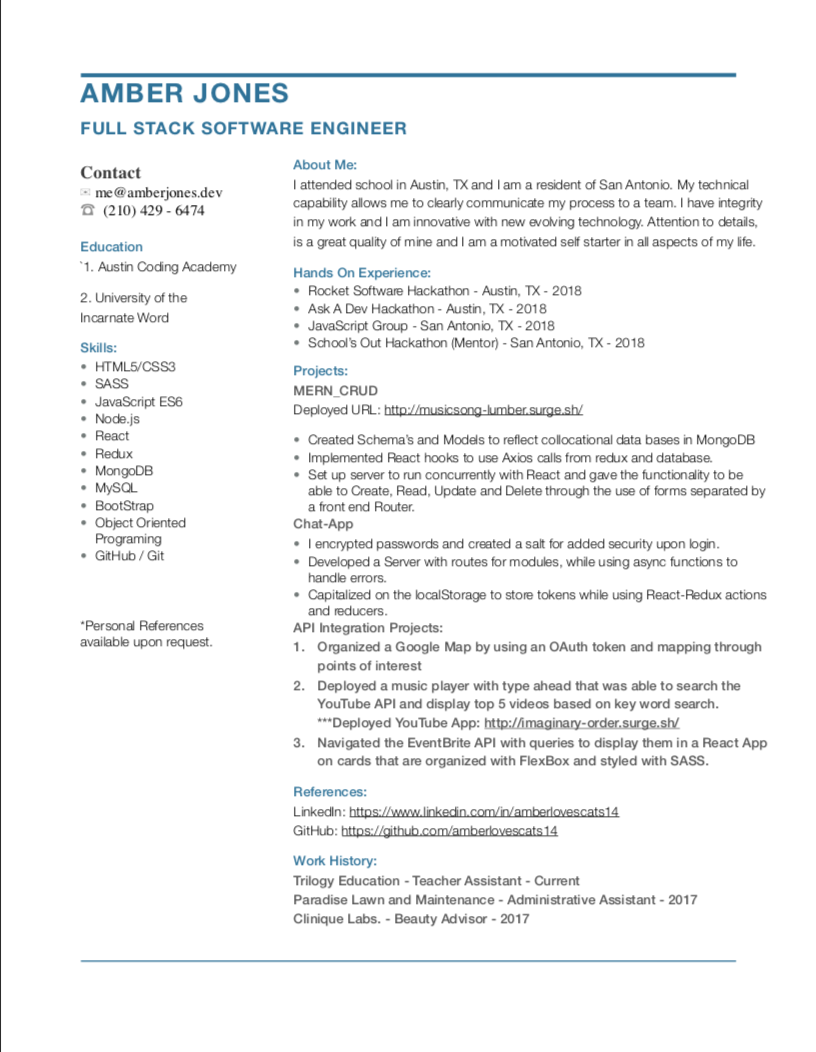 AMBER JONES
FULL STACK SOFTWARE ENGINEER
Contact
✉ me@amberjones.dev
☏ (210) 429 - 6474
Education
`1. Austin Coding Academy
2. University of the
Incarnate Word
Skills:
• HTML5/CSS3
• SASS
• JavaScript ES6
• Node.js
• React
• Redux
• MongoDB
• MySQL
• BootStrap
• Object Oriented
Programing
• GitHub / Git
*Personal References
available upon request.
About Me:
I attended school in Austin, TX and I am a resident of San Antonio. My technical
capability allows me to clearly communicate my process to a team. I have integrity
in my work and I am innovative with new evolving technology. Attention to details,
is a great quality of mine and I am a motivated self starter in all aspects of my life.
Hands On Experience:
• Rocket Software Hackathon - Austin, TX - 2018
• Ask A Dev Hackathon - Austin, TX - 2018
• JavaScript Group - San Antonio, TX - 2018
• School's Out Hackathon (Mentor) - San Antonio, TX - 2018
Projects:
MERN_CRUD
Deployed URL: http://musicsong-lumber.surge.sh/
• Created Schema's and Models to reflect collocational data bases in MongoDB
• Implemented React hooks to use Axios calls from redux and database.
• Set up server to run concurrently with React and gave the functionality to be
able to Create, Read, Update and Delete through the use of forms separated by
a front end Router.
Chat-App
• I encrypted passwords and created a salt for added security upon login.
• Developed a Server with routes for modules, while using async functions to
handle errors.
• Capitalized on the localStorage to store tokens while using React-Redux actions
and reducers.
API Integration Projects:
1. Organized a Google Map by using an OAuth token and mapping through
points of interest
2. Deployed a music player with type ahead that was able to search the
YouTube API and display top 5 videos based on key word search.
***Deployed YouTube App: http://imaginary-order.surge.sh/
3. Navigated the EventBrite API with queries to display them in a React App
on cards that are organized with FlexBox and styled with SASS.
References:
LinkedIn: https://www.linkedin.com/in/amberlovescats14
GitHub: https://github.com/amberlovescats14
Work History:
Trilogy Education - Teacher Assistant - Current
Paradise Lawn and Maintenance - Administrative Assistant - 2017
Clinique Labs. - Beauty Advisor - 2017